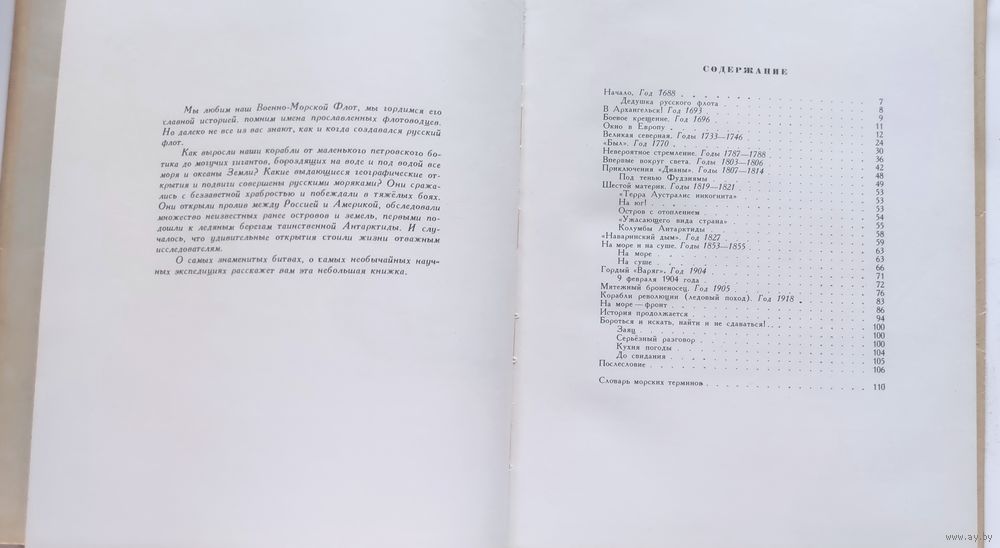 Мы любим наш Военно-Морской Флот, мы гордимся его
славной историей, помним имена прославленных флотоводцев.
Но далеко не все из вас знают, как и когда создавался русский
флот.
Как выросли наши корабли от маленького петровского бо-
тика до могучих гигантов, бороздящих на воде и под водой все
моря и океаны Земли? Какие выдающиеся географические от-
крытия и подвиги совершены русскими моряками? Они сража-
лись с беззаветной храбростью и побеждали в тяжёлых боях.
Они открыли пролив между Россией и Америкой, обследовали
множество неизвестных ранее островов и земель, первыми по-
дошли к ледяным берегам таинственной Антарктиды. И слу-
чалось, что удивительные открытия стоили жизни отважным
исследователям.
О самых знаменитых битвах, о самых необычайных науч-
ных экспедициях расскажет вам эта небольшая книжка.
СОДЕРЖАНИЕ
Начало. Год 1688
Дедушка русского флота 7
В Архангельск! Год 1693 8
Боевое крещение. Год 1696 9
Окно в Европу 11
Великая северная. Годы 1733—1746 12
«Был». Год 1770 24
Невероятное стремление. Годы 1787—1788 30
Впервые вокруг света. Годы 1803—1806 36
Приключения «Дианы». Годы 1807—1814 42
Под тенью Фудзиямы 48
Шестой материк. Годы 1819—1821 49
«Терра Аустралис инкогнита» 53
На юг! 53
Остров с отоплением 53
«Ужасающего вида страна» 54
Колумбы Антарктиды 55
«Наваринский дым». Год 1827 58
На море и на суше. Годы 1853—1855 59
На море 63
На суше 63
Гордый «Варяг». Год 1904 66
9 февраля 1904 года 71
Мятежный броненосец. Год 1905 72
Корабли революции (ледовый поход). Год 1918 76
На море — фронт 83
История продолжается 86
Бороться и искать, найти и не сдаваться! 94
Заяц 100
Серьёзный разговор 100
Кухня погоды 100
До свидания 104
Послесловие 105
106
Словарь морских терминов 110
www.ay.by